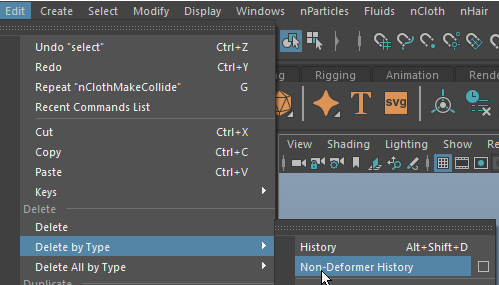 Edit Create Select Modify Display Windows nParticles Fluids nCloth nHair
Undo "select" Ctrl+Z
Redo Ctrl+Y
Repeat "nClothMakeCollide" G
Recent Commands List
Cut Ctrl+X
Copy Ctrl+C
Paste Ctrl+V
Keys
Delete
Delete
Delete by Type
Delete All by Type
Duplicate
Rigging Animation
svg
View Shading Lighting Show
History Alt+Shift+D
Non-Deformer History